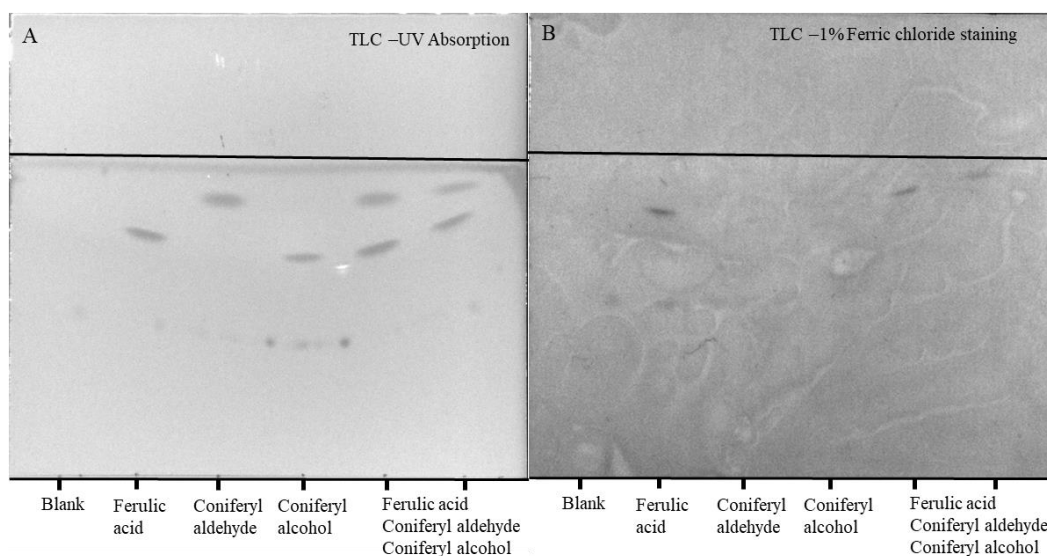 A
TLC –UV Absorption
Blank
Ferulic
acid
Coniferyl
aldehyde
Coniferyl
alcohol
Ferulic acid
Coniferyl aldehyde
Coniferyl alcohol
B
TLC –1% Ferric chloride staining
Blank
Ferulic
acid
Coniferyl
aldehyde
Coniferyl
alcohol
Ferulic acid
Coniferyl aldehyde
Coniferyl alcohol